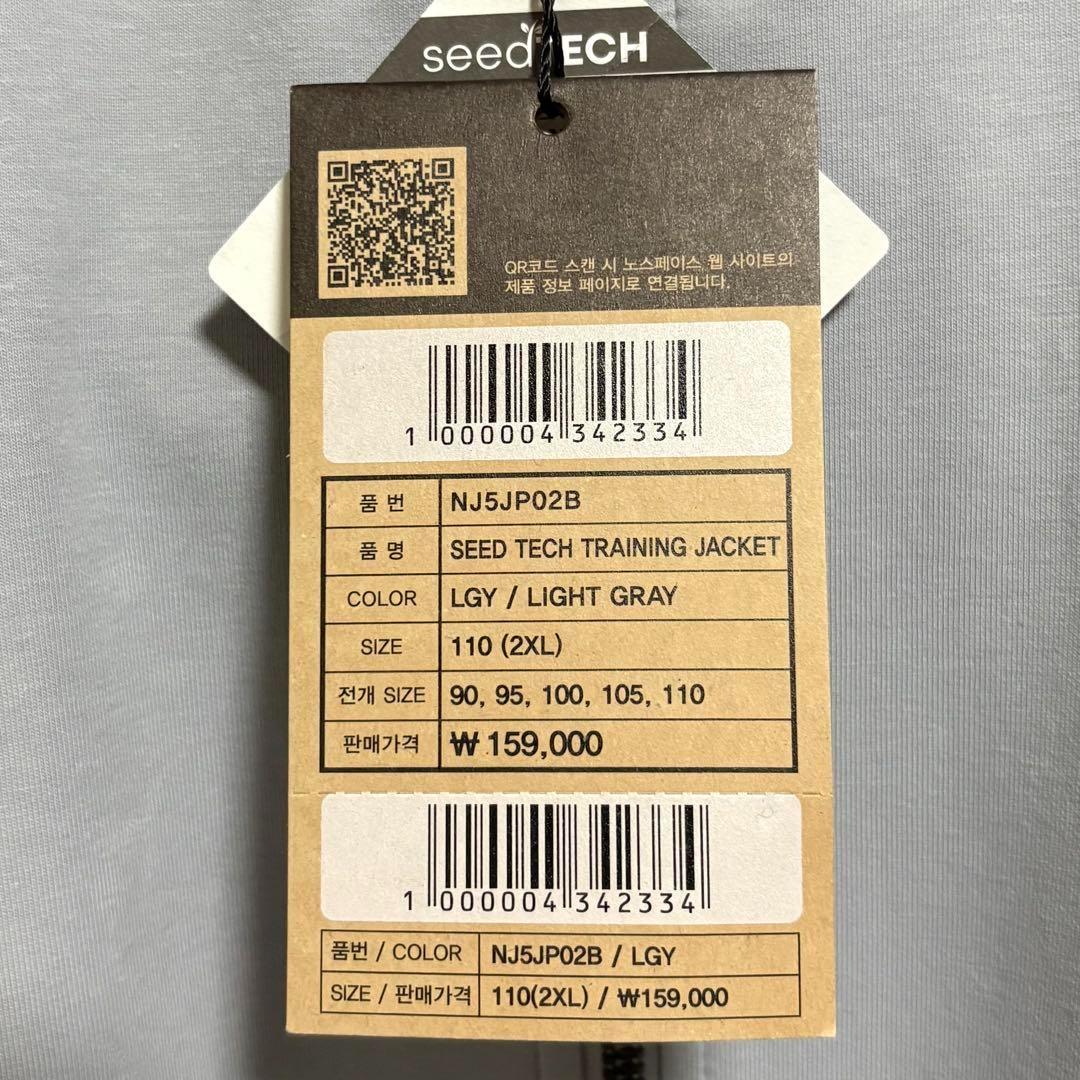 seed TECH
QR코드 스캔 시 노스페이스 웹 사이트의
제품 정보 페이지로 연결됩니다.
1 000004 342334
품 번 NJ5JP02B
품 명 SEED TECH TRAINING JACKET
COLOR LGY / LIGHT GRAY
SIZE 110 (2XL)
전개 SIZE 90, 95, 100, 105, 110
판매가격 ₩ 159,000
1 000004 342334
품번 / COLOR NJ5JP02B / LGY
SIZE / 판매가격 110(2XL) / ₩159,000